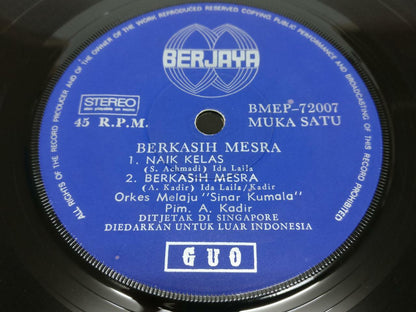 ALL RIGHTS OF THE RECORD PRODUCER AND OF THE OWNER OF THE WORK REPRODUCED RESERVED COPYING, PUBLIC PERFORMANCE AND BROADCASTING OF THIS RECORD PROHIBITED
BERJAYA
STEREO
45 R.P.M.
BMEP-72007
MUKA SATU
BERKASIH MESRA
1. NAIK KELAS
(S. Achmadi) Ida Laila
2. BERKASIH MESRA
(A. Kadir) Ida Laila/Kadir
Orkes Melaju "Sinar Kumala"
Pim. A. Kadir
DITJETAK DI SINGAPORE
DIEDARKAN UNTUK LUAR INDONESIA
GUO